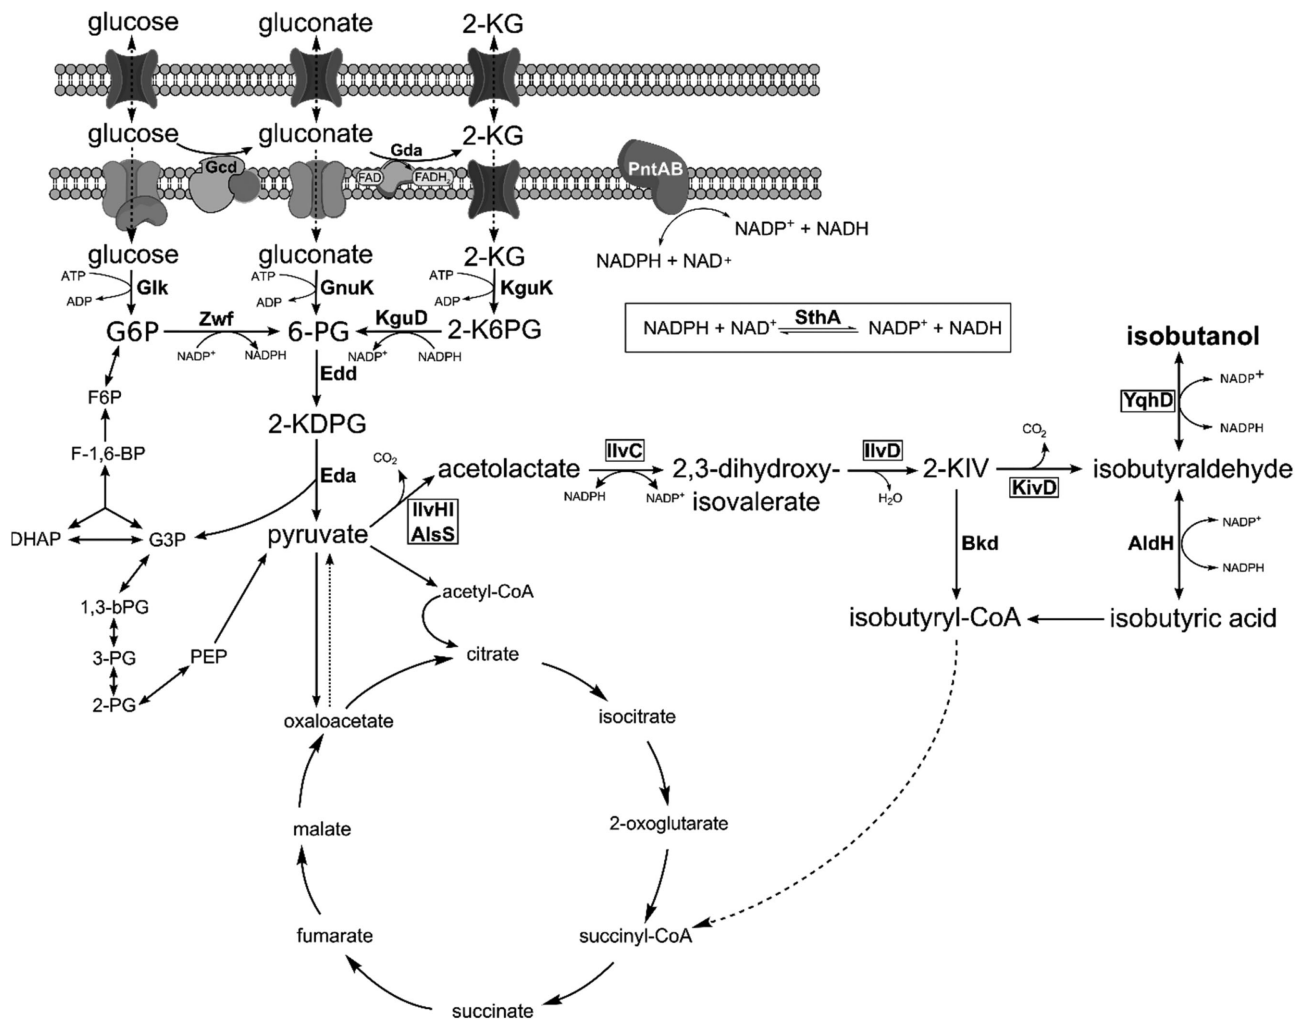 glucose gluconate 2-KG
glucose gluconate 2-KG
Gcd Gda
FAD FADH₂
PntAB
NADP⁺ + NADH
NADPH + NAD⁺
glucose gluconate 2-KG
ATP ATP ATP
Glk GnuK KguK
ADP ADP ADP
G6P Zwf 6-PG KguD 2-K6PG
NADP⁺ NADPH NADP⁺ NADPH
SthA
NADPH + NAD⁺ NADP⁺ + NADH
isobutanol
Edd
F6P
YqhD NADP⁺
NADPH
2-KDPG
F-1,6-BP
Eda
CO₂
acetolactate IlvC 2,3-dihydroxy-
isovalerate
NADPH NADP⁺
IlvD 2-KIV
H₂O
CO₂
KivD
isobutyraldehyde
IlvHI
AlsS
DHAP G3P pyruvate
Bkd AldH NADP⁺
NADPH
acetyl-CoA
1,3-bPG
isobutyryl-CoA isobutyric acid
3-PG PEP citrate
2-PG
oxaloacetate isocitrate
malate 2-oxoglutarate
fumarate succinyl-CoA
succinate